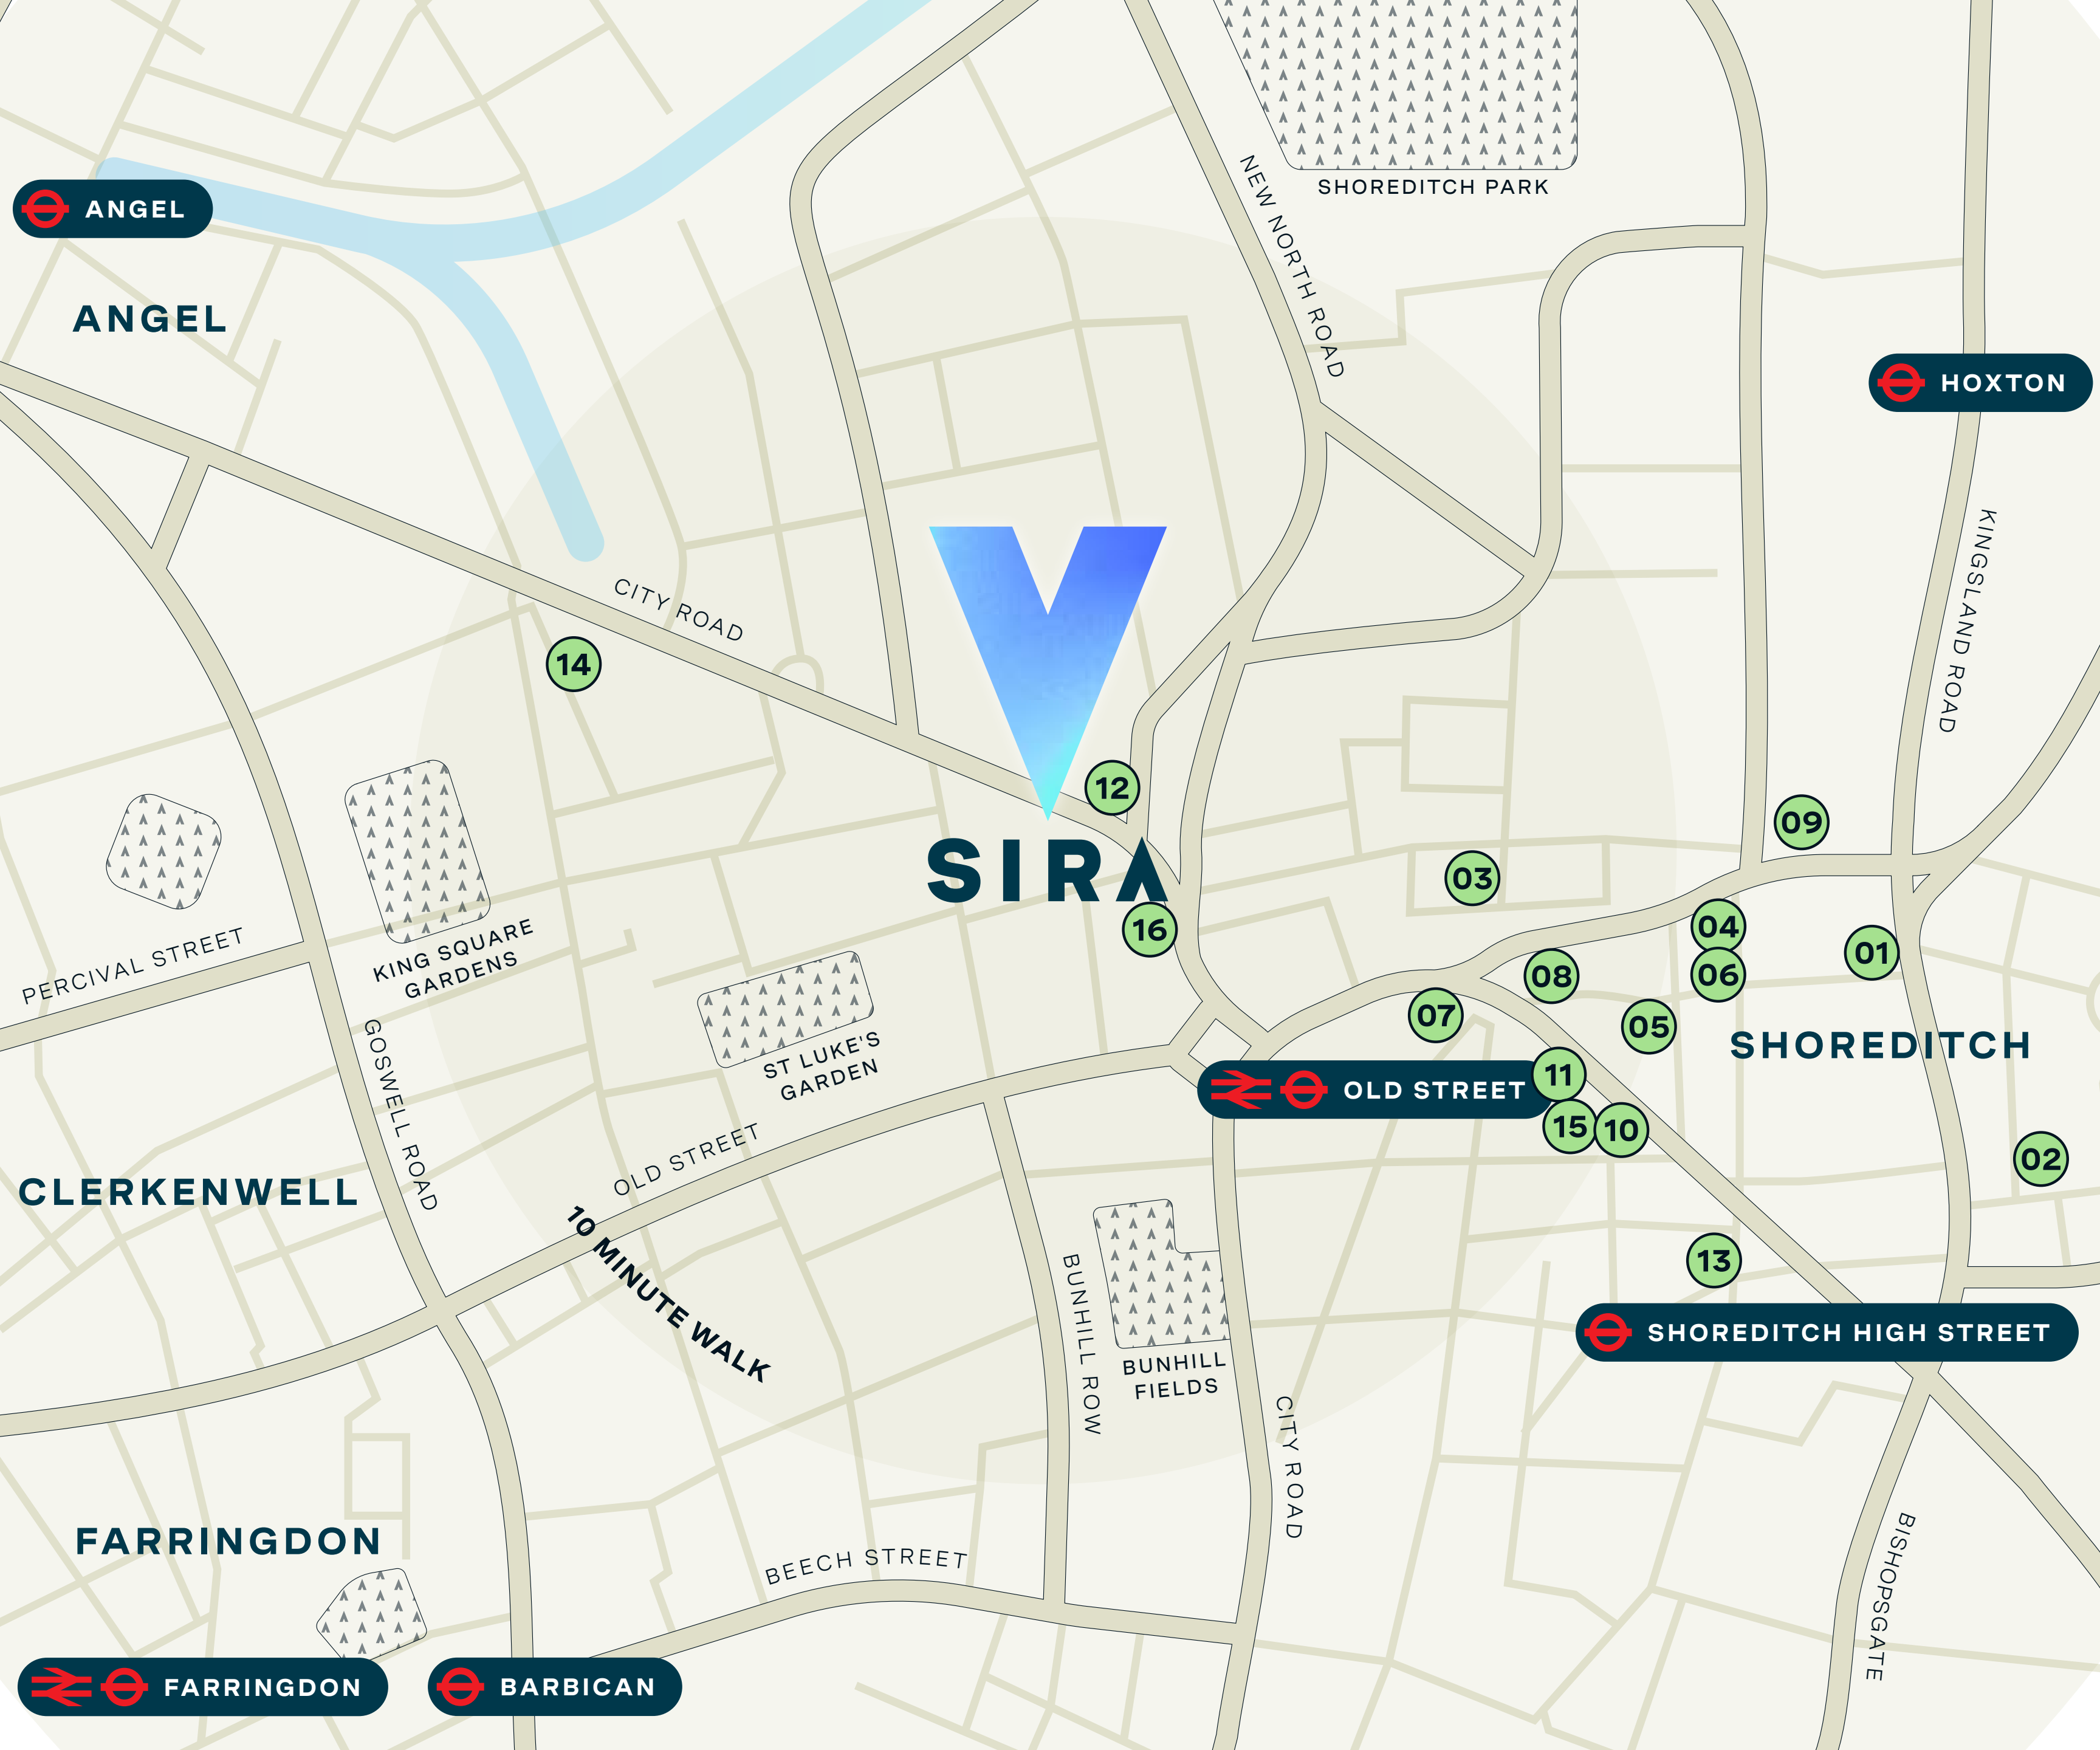 SHOREDITCH PARK
NEW NORTH ROAD
ANGEL
ANGEL
HOXTON
KINGSLAND ROAD
CITY ROAD
14
12
09
SIRA
03
16
04
01
06
08
07
05
PERCIVAL STREET
KING SQUARE
GARDENS
ST LUKE'S
GARDEN
SHOREDITCH
GOSWELL ROAD
OLD STREET
11
15
10
02
OLD STREET
CLERKENWELL
10 MINUTE WALK
13
BUNHILL ROW
SHOREDITCH HIGH STREET
BUNHILL
FIELDS
CITY ROAD
FARRINGDON
BEECH STREET
BISHOPSGATE
FARRINGDON
BARBICAN